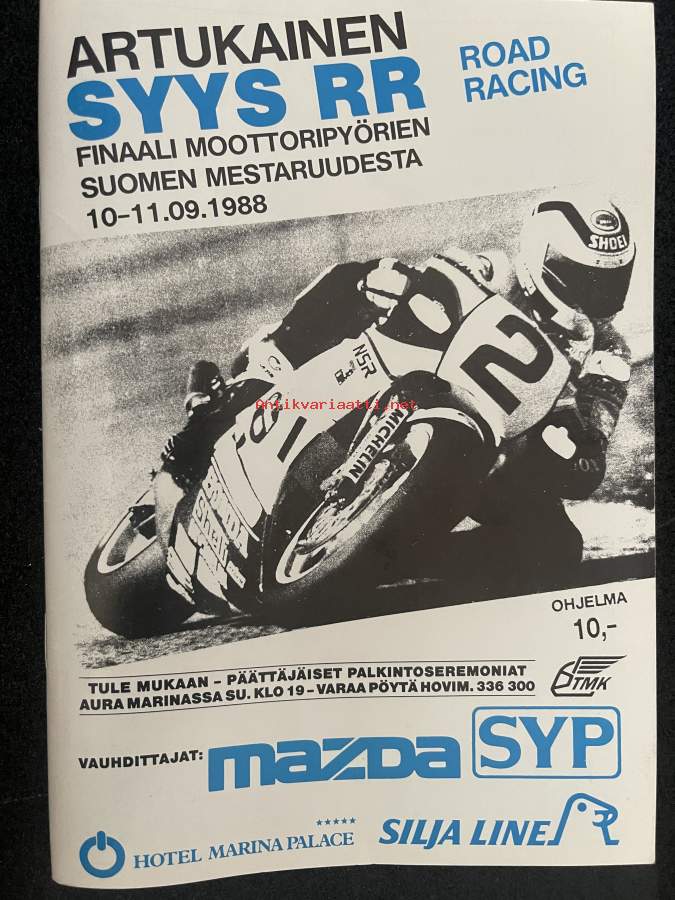 ARTUKAINEN
SYYS RR
ROAD
RACING
FINAALI MOOTTORIPYÖRIEN
SUOMEN MESTARUUDESTA
10-11.09.1988
SHOEI
2
NSR
MICHELIN
Antikvariaatti.net
OHJELMA
10,-
TULE MUKAAN - PÄÄTTÄJÄISET PALKINTOSEREMONIAT
AURA MARINASSA SU. KLO 19 - VARAA PÖYTÄ HOVIM. 336 300
TMK
VAUHDITTAJAT:
mazda
SYP
HOTEL MARINA PALACE
SILJA LINE